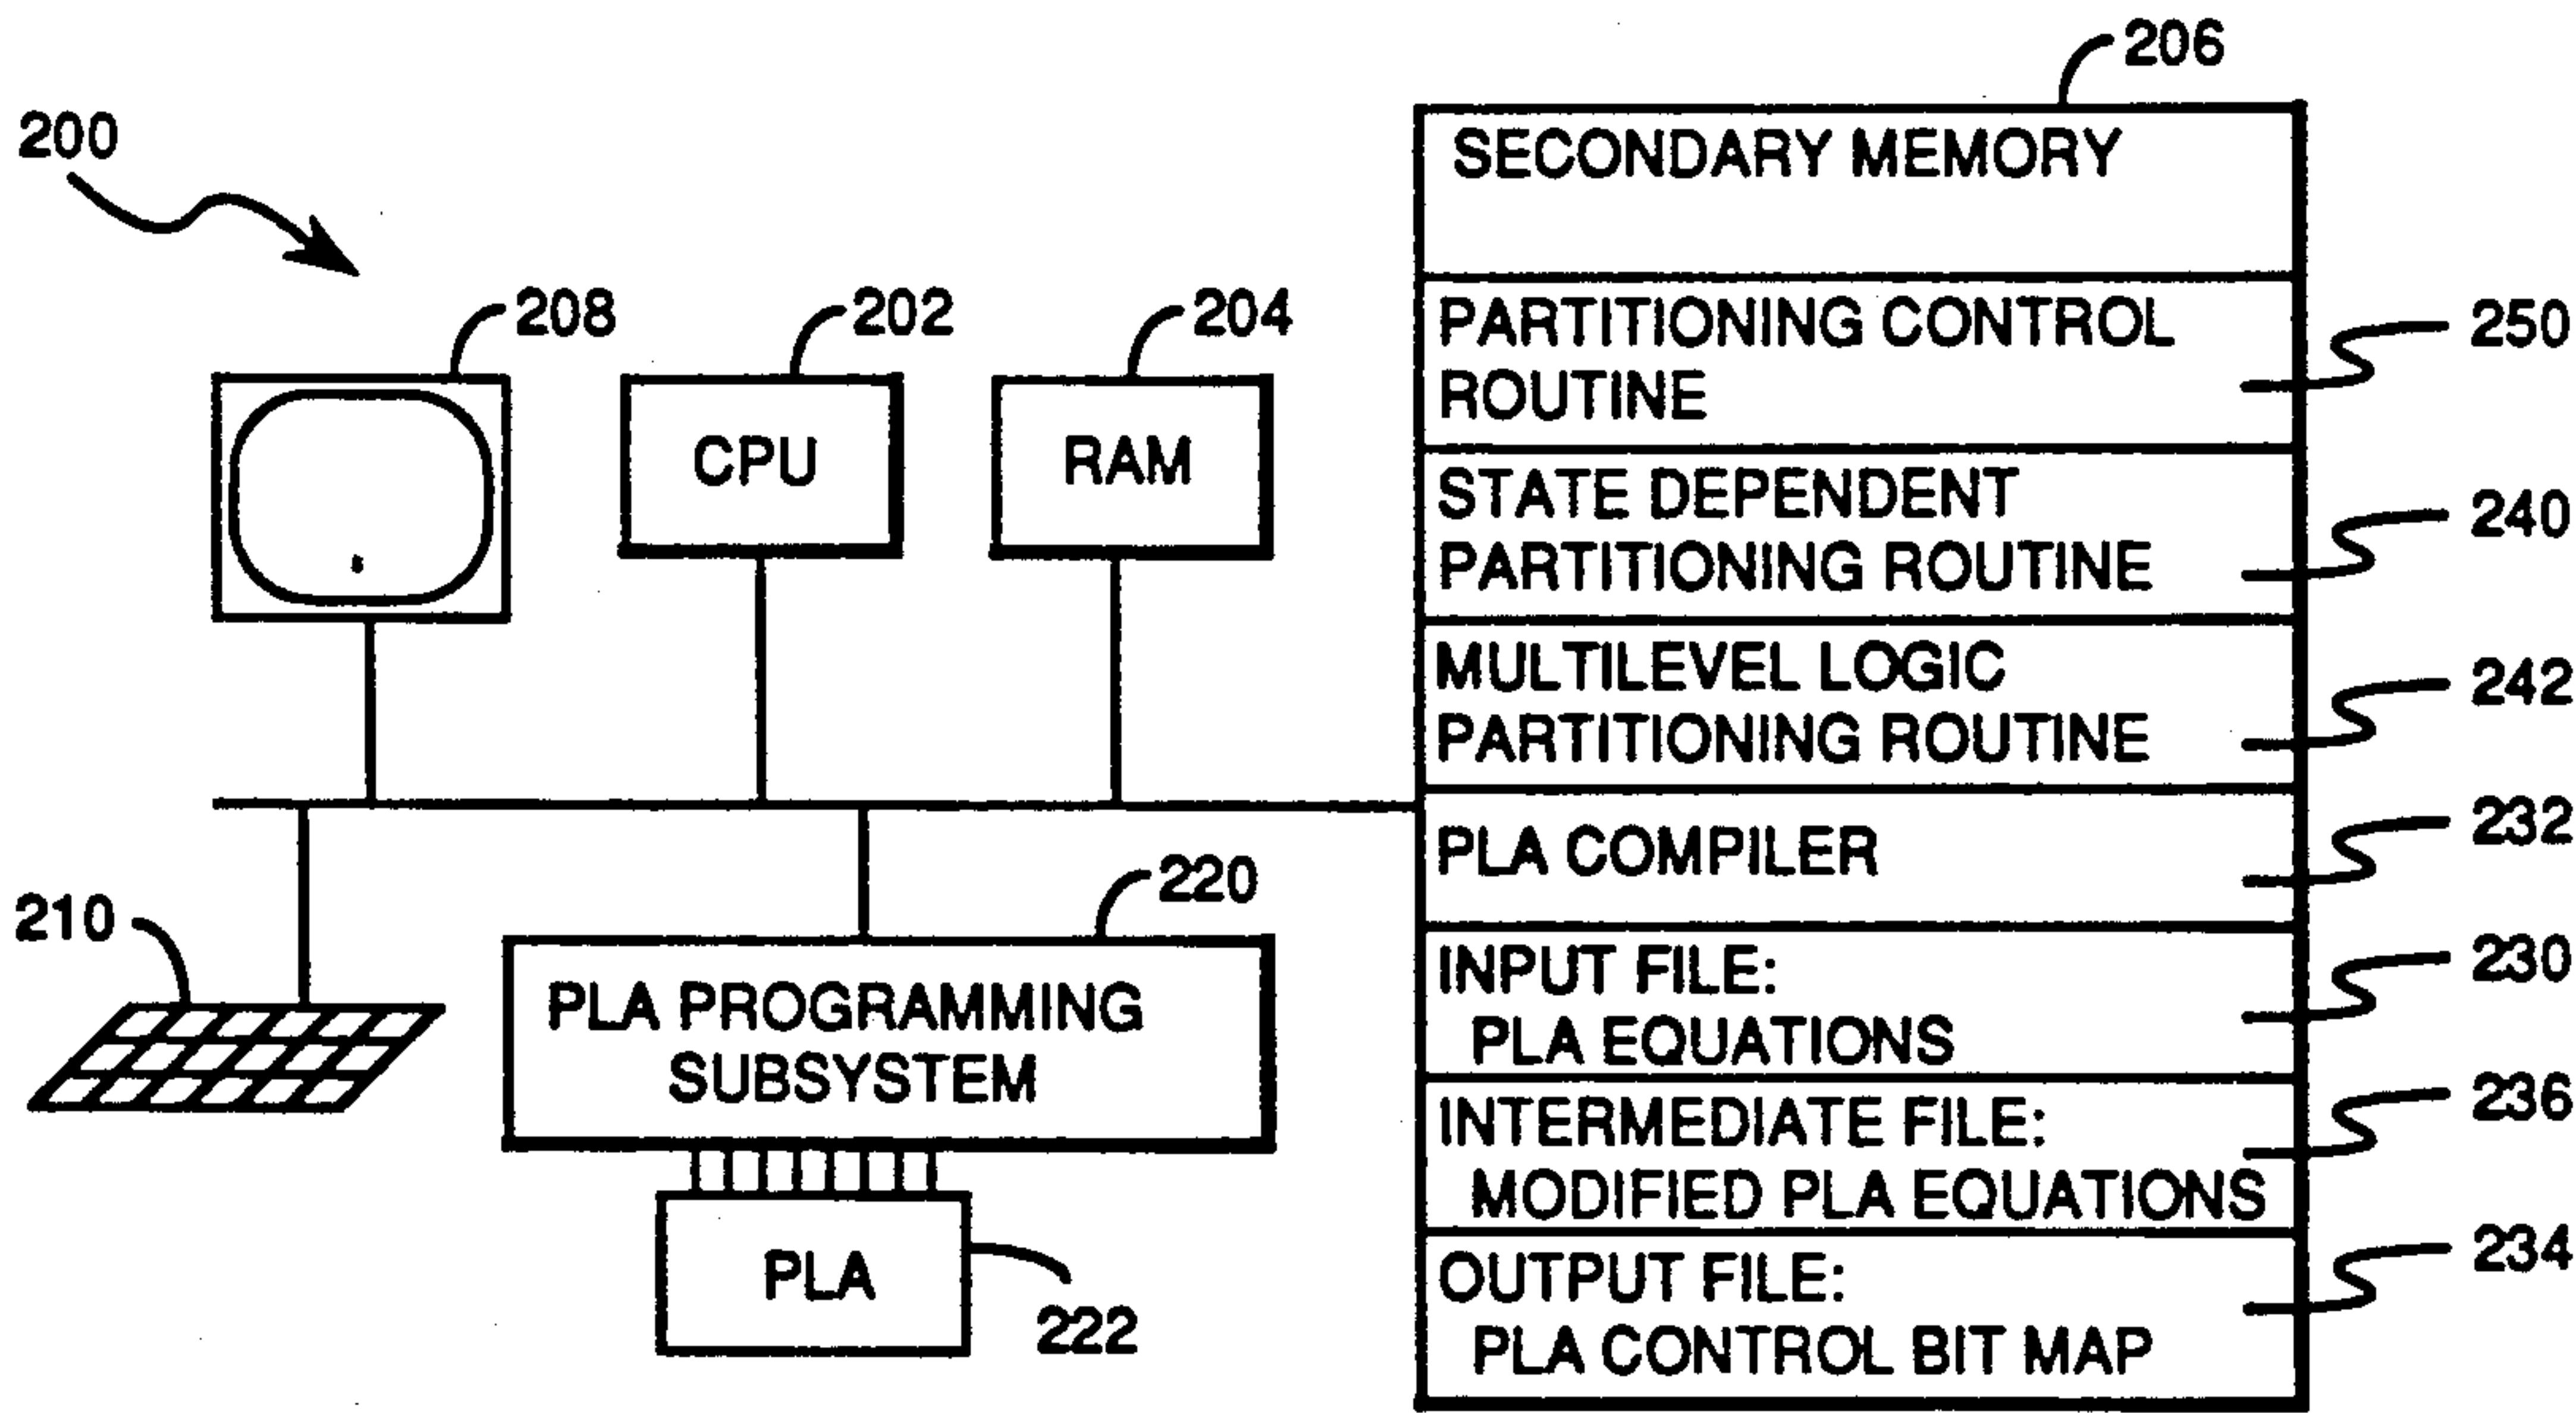 200
208
202
204
206
CPU
RAM
210
220
PLA PROGRAMMING
SUBSYSTEM
PLA
222
SECONDARY MEMORY
PARTITIONING CONTROL
ROUTINE
250
STATE DEPENDENT
PARTITIONING ROUTINE
240
MULTILEVEL LOGIC
PARTITIONING ROUTINE
242
PLA COMPILER
232
INPUT FILE:
PLA EQUATIONS
230
INTERMEDIATE FILE:
MODIFIED PLA EQUATIONS
236
OUTPUT FILE:
PLA CONTROL BIT MAP
234